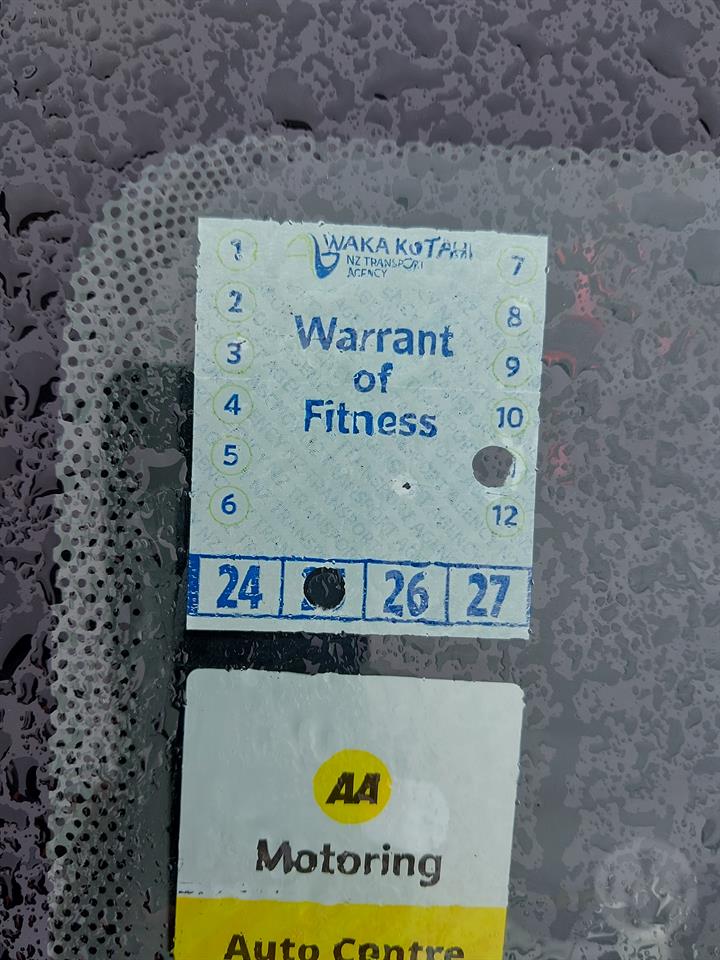 WAKA KOTAHI
NZ TRANSPORT
AGENCY
Warrant
of
Fitness
1
2
3
4
5
6
7
8
9
10
12
24
26
27
AA
Motoring
Auto Centre